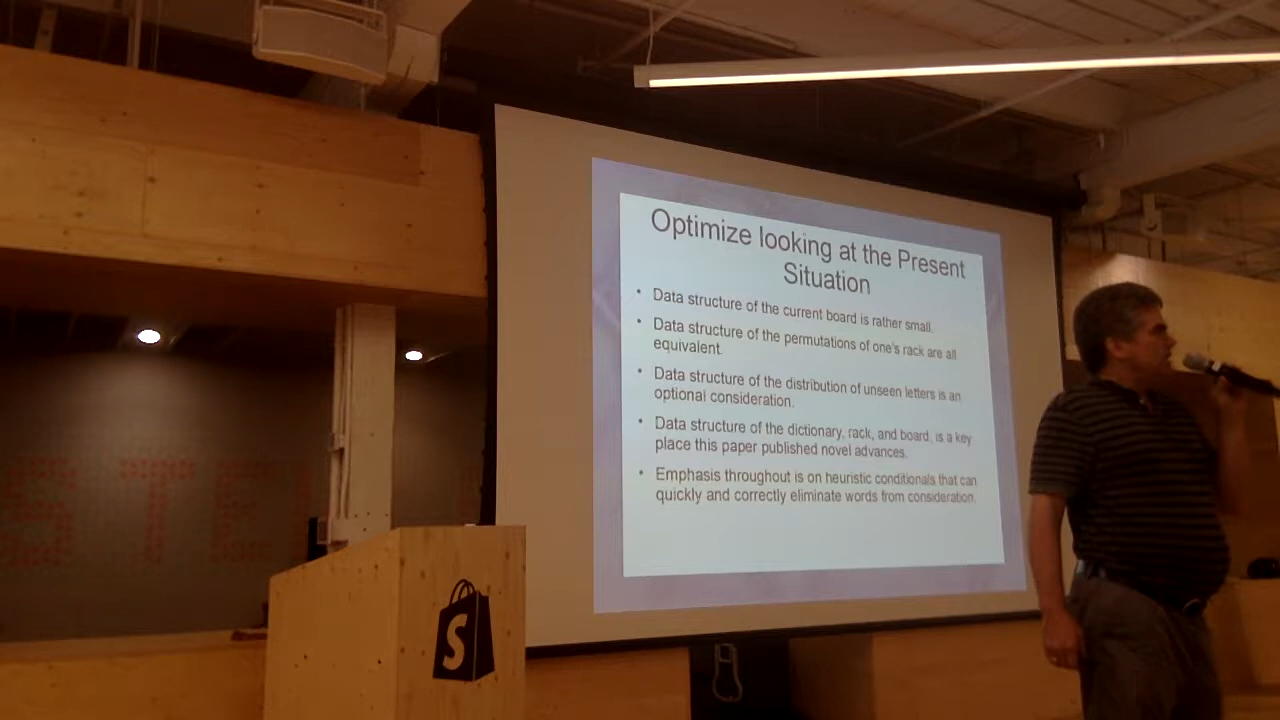 Optimize looking at the Present
Situation
• Data structure of the current board is rather small.
• Data structure of the permutations of one's rack are all
equivalent.
• Data structure of the distribution of unseen letters is an
optional consideration.
• Data structure of the dictionary, rack, and board, is a key
place this paper published novel advances.
• Emphasis throughout is on heuristic conditionals that can
quickly and correctly eliminate words from consideration.
STE
S